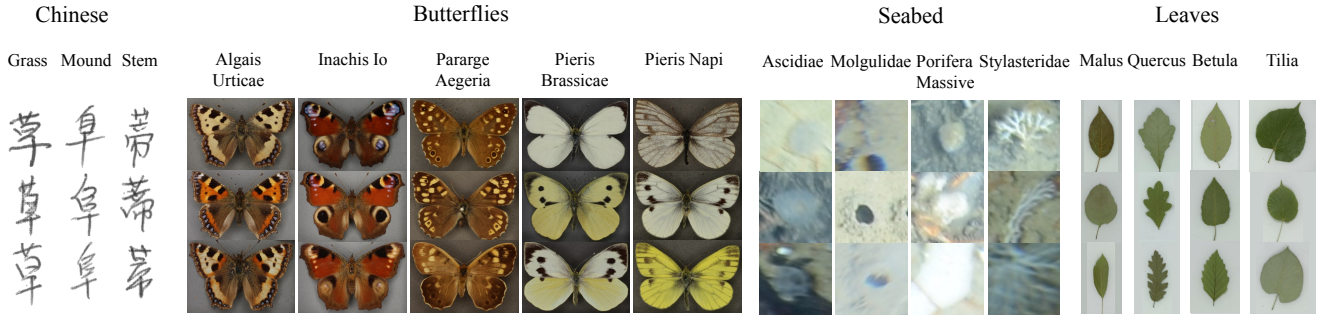 Chinese
Butterflies
Seabed
Leaves
Grass Mound Stem
Algais Urticae
Inachis Io
Pararge Aegeria
Pieris Brassicae
Pieris Napi
Ascidiae
Molgulidae
Porifera Massive
Stylasteridae
Malus Quercus Betula Tilia
草 阜 蒂
草 阜 蒂
草 阜 蒂